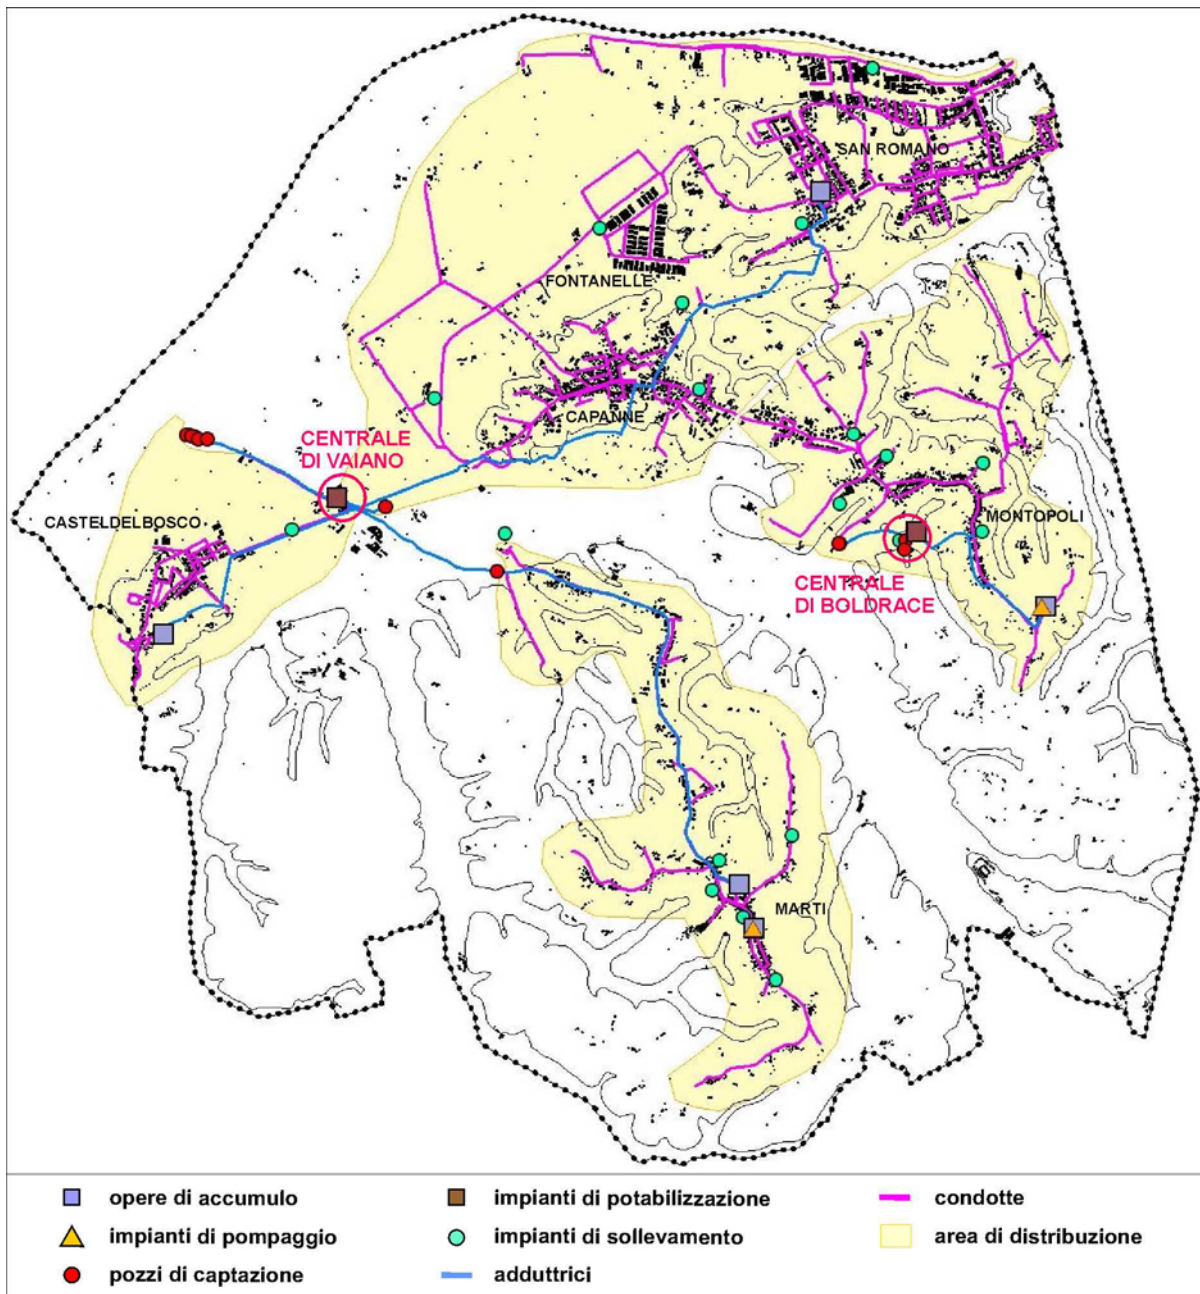 SAN ROMANO
FONTANELLE
CAPANNE
CENTRALE
DI VAIANO
CASTELDELBOSCO
MONTOPOLI
CENTRALE
DI BOLDRACE
MARTI
opere di accumulo
impianti di potabilizzazione
condotte
impianti di pompaggio
impianti di sollevamento
area di distribuzione
pozzi di captazione
adduttrici